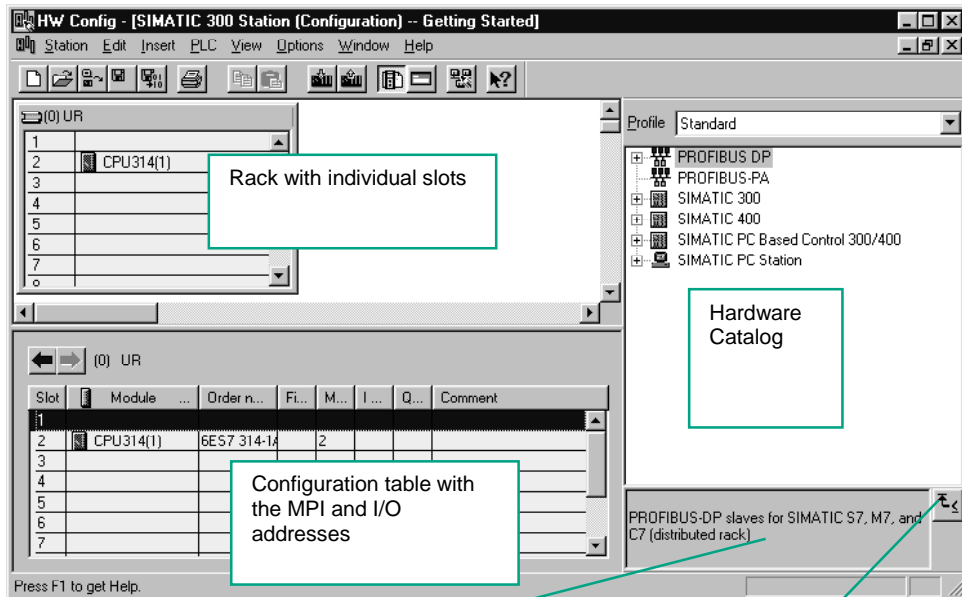 HW Config - [SIMATIC 300 Station (Configuration) -- Getting Started]
Station Edit Insert PLC View Options Window Help
(0) UR
1
2 CPU314(1)
3
4
5
6
7
Rack with individual slots
Profile Standard
PROFIBUS DP
PROFIBUS-PA
SIMATIC 300
SIMATIC 400
SIMATIC PC Based Control 300/400
SIMATIC PC Station
Hardware
Catalog
(0) UR
Slot Module ... Order n... Fi... M... I ... Q... Comment
1
2 CPU314(1) 6ES7 314-1A 2
3
4
5
6
7
Configuration table with
the MPI and I/O
addresses
PROFIBUS-DP slaves for SIMATIC S7, M7, and
C7 (distributed rack)
Press F1 to get Help.